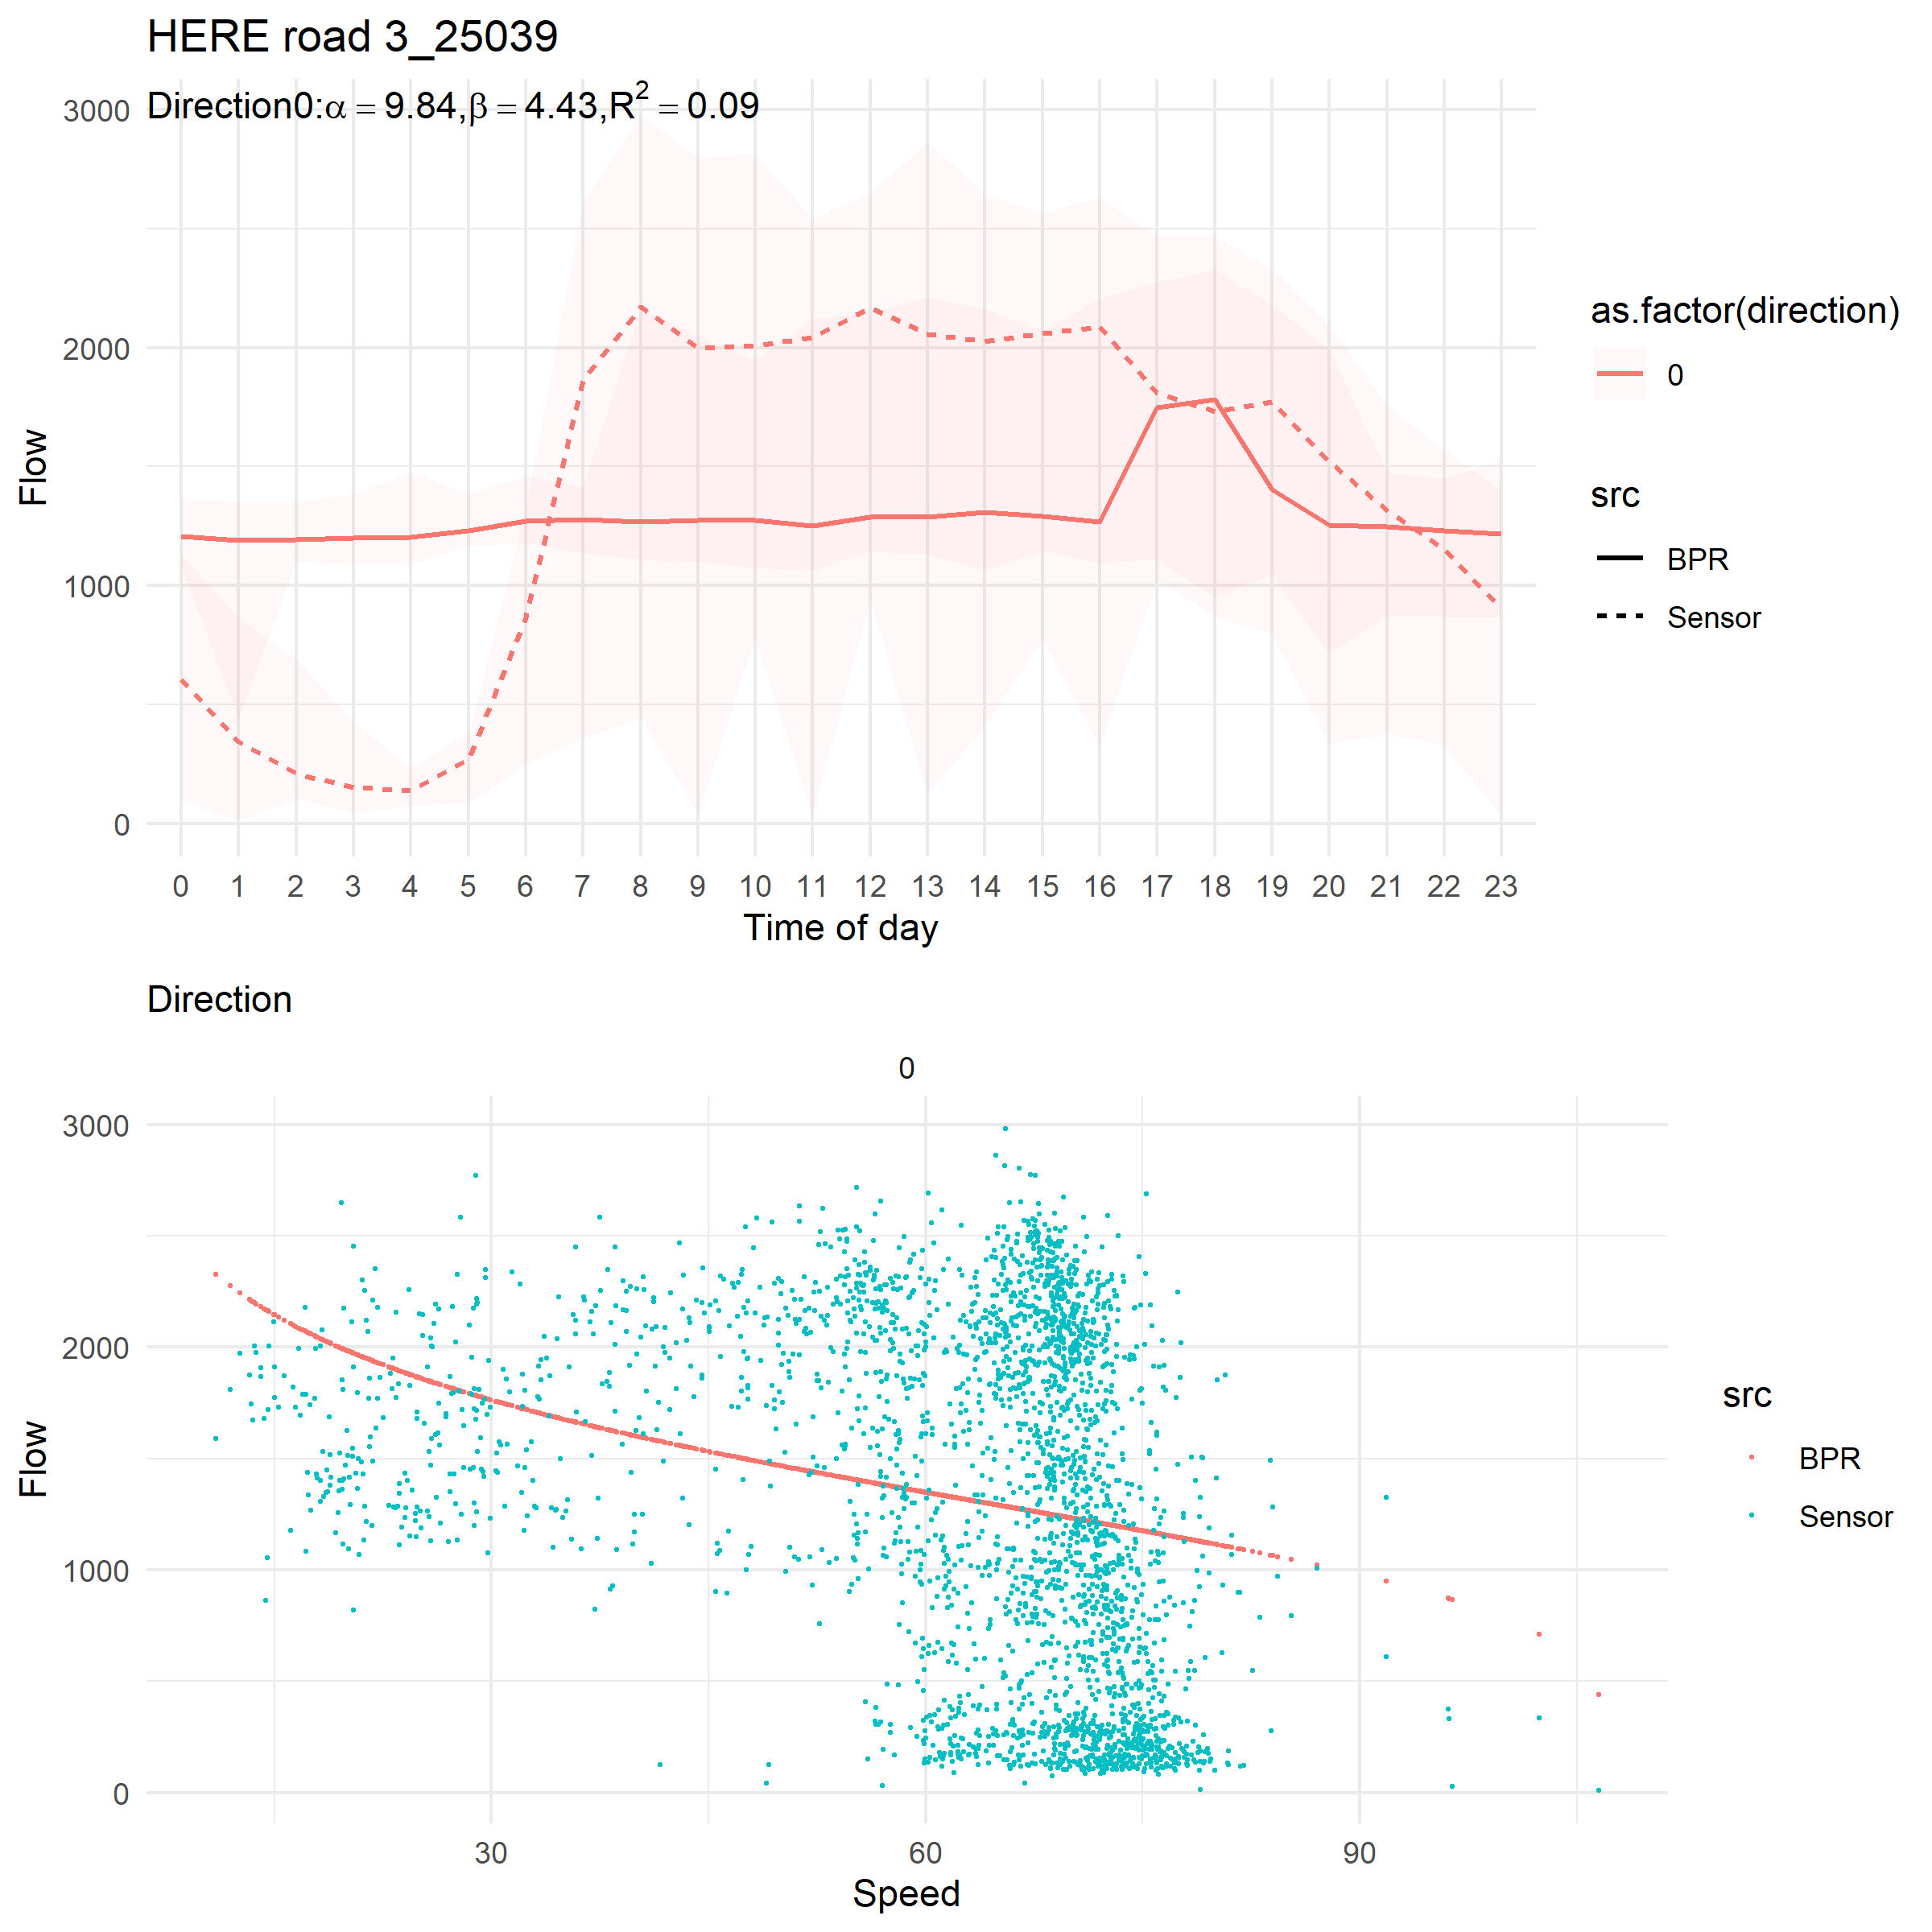 HERE road 3_25039
Direction0:α = 9.84,β = 4.43,R² = 0.09
3000
2000
1000
0
Flow
0 1 2 3 4 5 6 7 8 9 10 11 12 13 14 15 16 17 18 19 20 21 22 23
Time of day
as.factor(direction)
0
src
BPR
Sensor
Direction
0
3000
2000
1000
0
Flow
30 60 90
Speed
src
BPR
Sensor